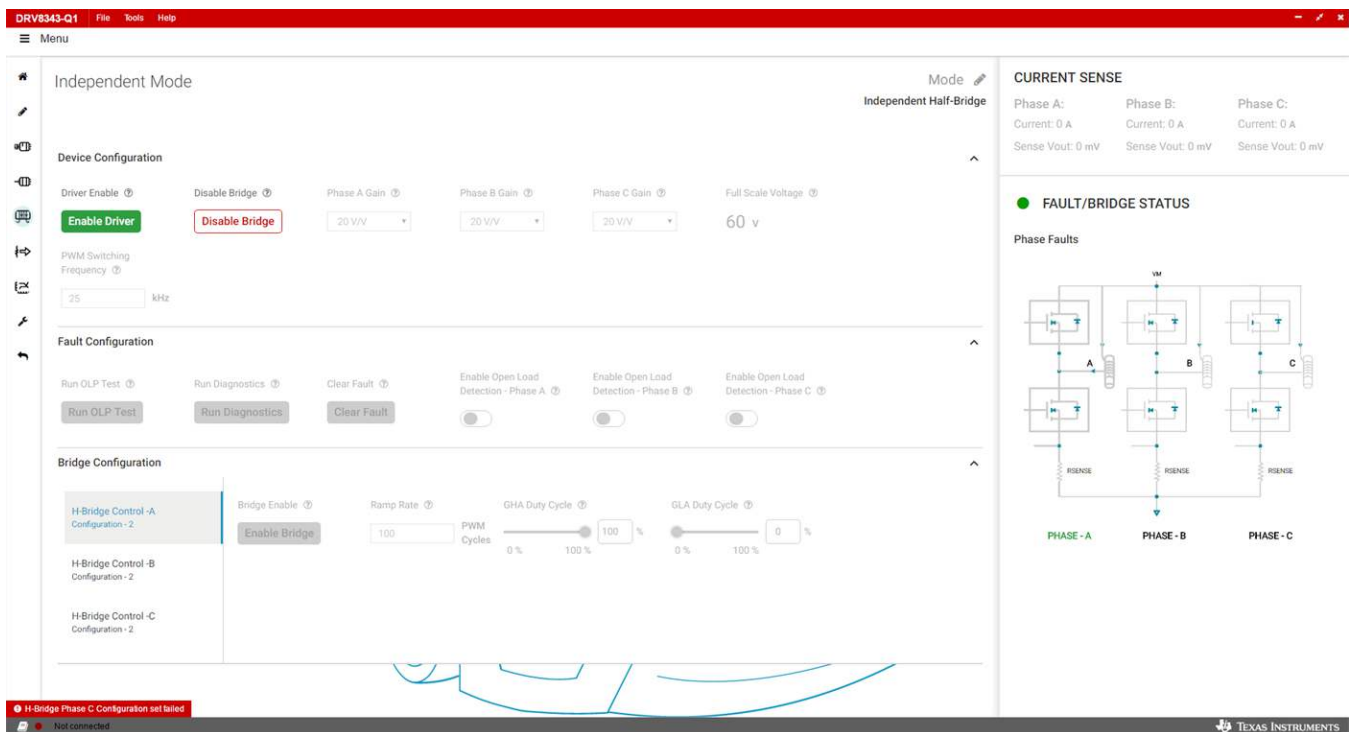 DRV8343-Q1 File Tools Help
Menu
Independent Mode
Mode
Independent Half-Bridge
Device Configuration
Driver Enable Disable Bridge Phase A Gain Phase B Gain Phase C Gain Full Scale Voltage
Enable Driver Disable Bridge 20 V/V 20 V/V 20 V/V 60 v
PWM Switching
Frequency
25 kHz
Fault Configuration
Run OLP Test Run Diagnostics Clear Fault
Enable Open Load Enable Open Load Enable Open Load
Detection - Phase A Detection - Phase B Detection - Phase C
Run OLP Test Run Diagnostics Clear Fault
Bridge Configuration
H-Bridge Control -A
Configuration - 2
H-Bridge Control -B
Configuration - 2
H-Bridge Control -C
Configuration - 2
Bridge Enable Ramp Rate GHA Duty Cycle GLA Duty Cycle
Enable Bridge 100 PWM Cycles 100 % 0 %
0 % 100 % 0 % 100 %
CURRENT SENSE
Phase A: Phase B: Phase C:
Current: 0 A Current: 0 A Current: 0 A
Sense Vout: 0 mV Sense Vout: 0 mV Sense Vout: 0 mV
FAULT/BRIDGE STATUS
Phase Faults
VM
A B C
RSENSE RSENSE RSENSE
PHASE - A PHASE - B PHASE - C
H-Bridge Phase C Configuration set failed
Not connected
TEXAS INSTRUMENTS